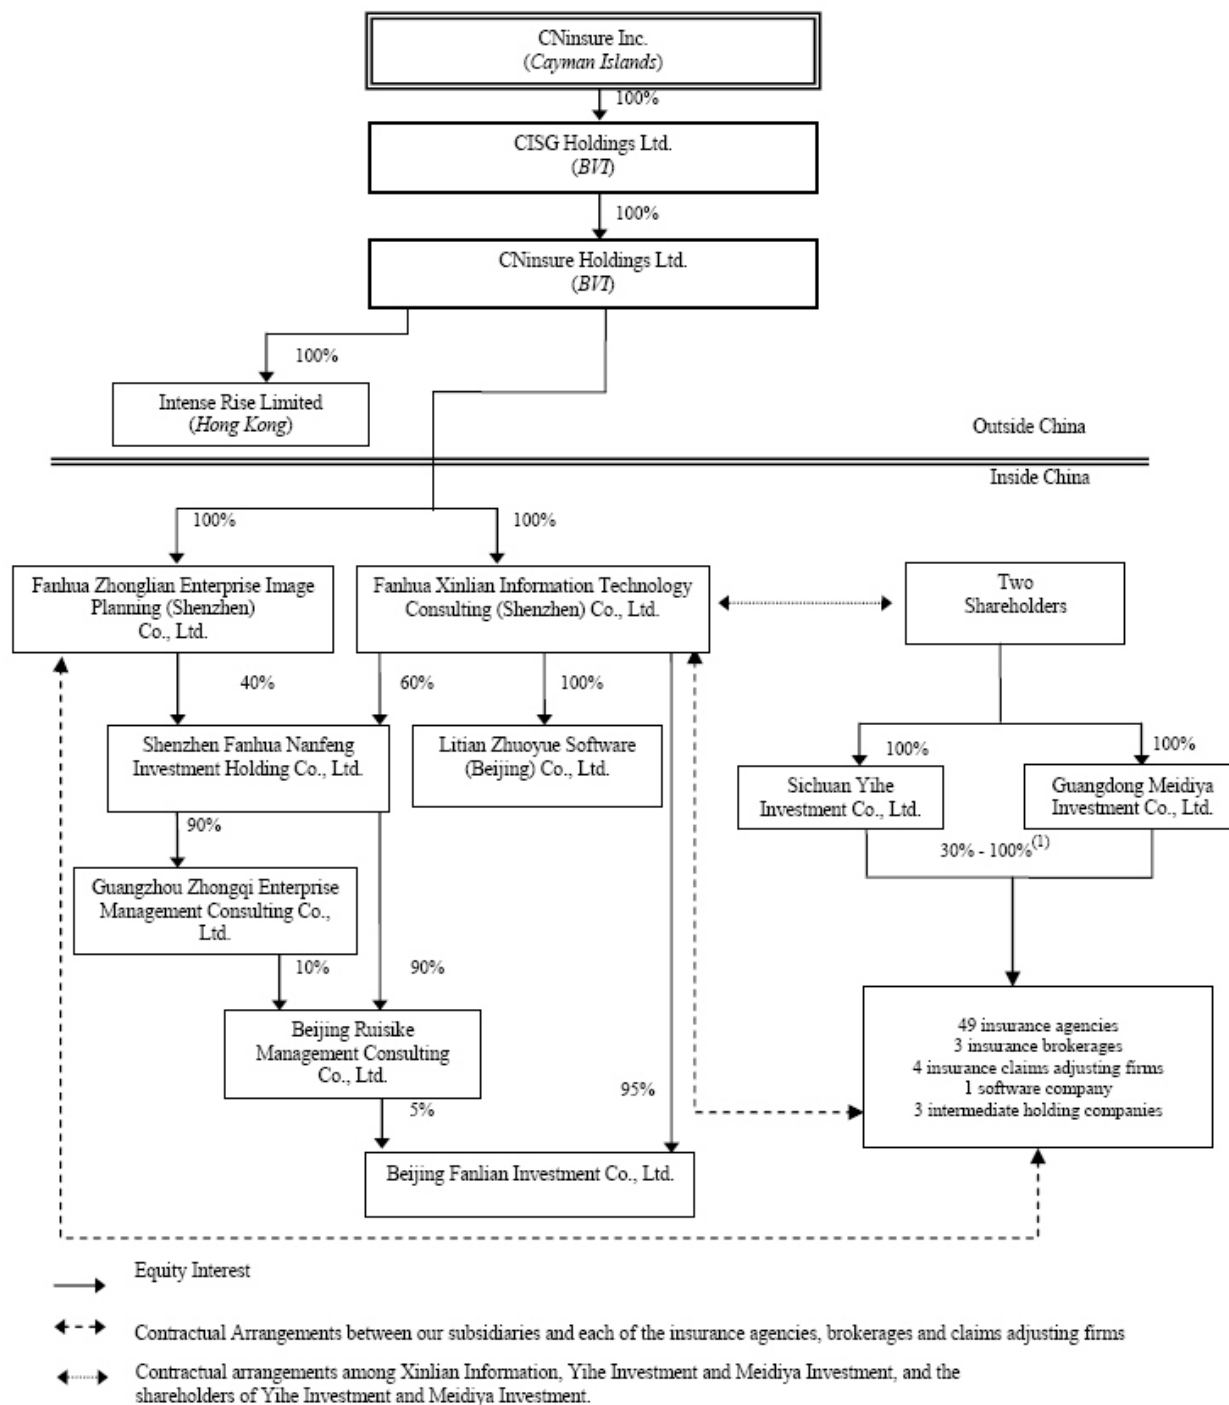 CNinsure Inc.
(Cayman Islands)
100%
CISG Holdings Ltd.
(BVI)
100%
CNinsure Holdings Ltd.
(BVI)
100%
Intense Rise Limited
(Hong Kong)
Outside China
Inside China
100%
100%
Fanhua Zhonglian Enterprise Image
Planning (Shenzhen)
Co., Ltd.
Fanhua Xinlian Information Technology
Consulting (Shenzhen) Co., Ltd.
Two
Shareholders
40%
60%
100%
100%
100%
Shenzhen Fanhua Nanfeng
Investment Holding Co., Ltd.
Litian Zhuoyue Software
(Beijing) Co., Ltd.
Sichuan Yihe
Investment Co., Ltd.
Guangdong Meidiya
Investment Co., Ltd.
90%
30% - 100%(1)
Guangzhou Zhongqi Enterprise
Management Consulting Co.,
Ltd.
10%
90%
Beijing Ruisike
Management Consulting
Co., Ltd.
49 insurance agencies
3 insurance brokerages
4 insurance claims adjusting firms
1 software company
3 intermediate holding companies
5%
95%
Beijing Fanlian Investment Co., Ltd.
Equity Interest
Contractual Arrangements between our subsidiaries and each of the insurance agencies, brokerages and claims adjusting firms
Contractual arrangements among Xinlian Information, Yihe Investment and Meidiya Investment, and the
shareholders of Yihe Investment and Meidiya Investment.